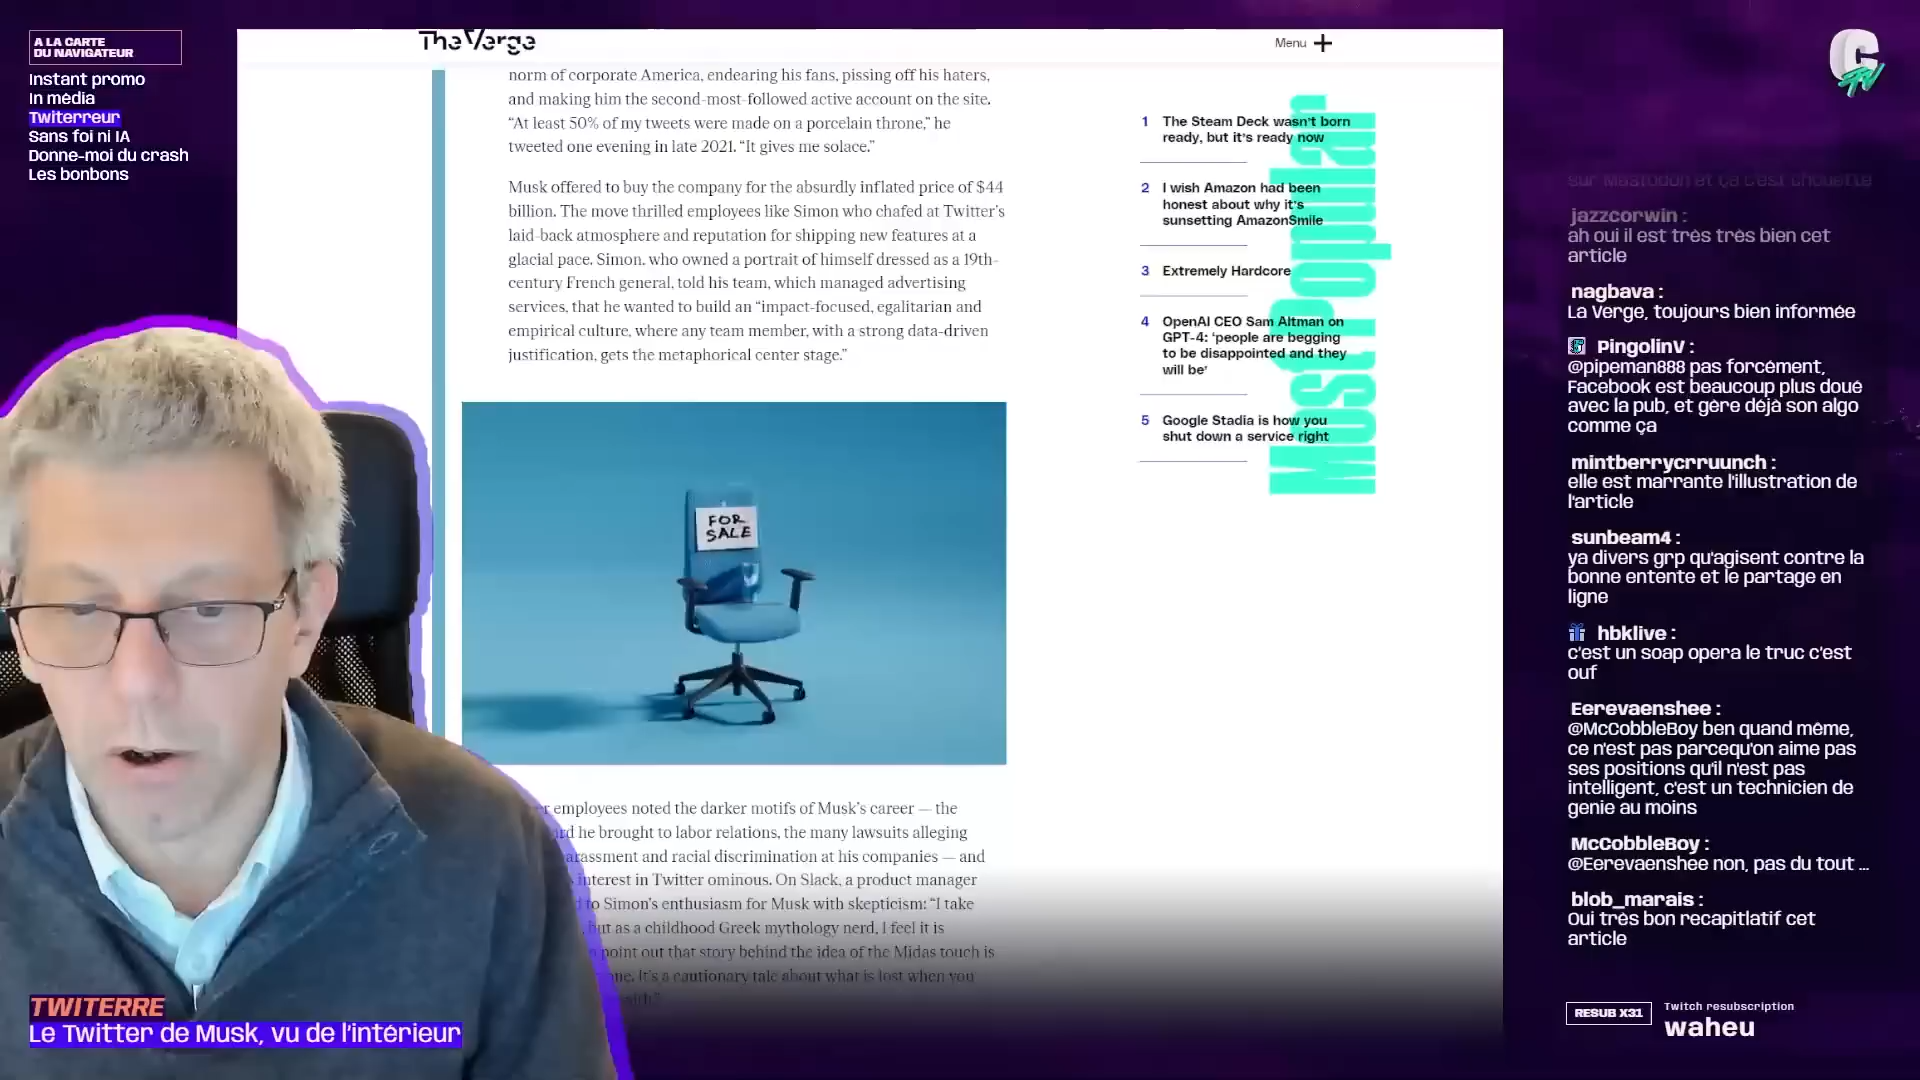 A LA CARTE
DU NAVIGATEUR
Instant promo
In média
Twiterreur
Sans foi ni IA
Donne-moi du crash
Les bonbons
The Verge
Menu
norm of corporate America, endearing his fans, pissing off his haters,
and making him the second-most-followed active account on the site.
“At least 50% of my tweets were made on a porcelain throne,” he
tweeted one evening in late 2021. “It gives me solace.”
Musk offered to buy the company for the absurdly inflated price of $44
billion. The move thrilled employees like Simon who chafed at Twitter’s
laid-back atmosphere and reputation for shipping new features at a
glacial pace. Simon, who owned a portrait of himself dressed as a 19th-
century French general, told his team, which managed advertising
services, that he wanted to build an “impact-focused, egalitarian and
empirical culture, where any team member, with a strong data-driven
justification, gets the metaphorical center stage.”
FOR
SALE
employees noted the darker motifs of Musk’s career — the
he brought to labor relations, the many lawsuits alleging
and racial discrimination at his companies — and
interest in Twitter ominous. On Slack, a product manager
to Simon’s enthusiasm for Musk with skepticism: “I take
but as a childhood Greek mythology nerd, I feel it is
point out that story behind the idea of the Midas touch is
It’s a cautionary tale about what is lost when you
Most Popular
1 The Steam Deck wasn’t born
ready, but it’s ready now
2 I wish Amazon had been
honest about why it’s
sunsetting AmazonSmile
3 Extremely Hardcore
4 OpenAI CEO Sam Altman on
GPT-4: ‘people are begging
to be disappointed and they
will be’
5 Google Stadia is how you
shut down a service right
sur Mastodon et ça c'est chouette
jazzcorwin :
ah oui il est très très bien cet
article
nagbava :
La Verge, toujours bien informée
PingolinV :
@pipeman888 pas forcément,
Facebook est beaucoup plus doué
avec la pub, et gère déjà son algo
comme ça
mintberrycrruunch :
elle est marrante l'illustration de
l'article
sunbeam4 :
ya divers grp qu'agisent contre la
bonne entente et le partage en
ligne
hbklive :
c'est un soap opera le truc c'est
ouf
Eerevaenshee :
@McCobbleBoy ben quand même,
ce n'est pas parcequ'on aime pas
ses positions qu'il n'est pas
intelligent, c'est un technicien de
genie au moins
McCobbleBoy :
@Eerevaenshee non, pas du tout ...
blob_marais :
Oui très bon recapitlatif cet
article
RESUB X31
Twitch resubscription
waheu
TWITERRE
Le Twitter de Musk, vu de l'intérieur